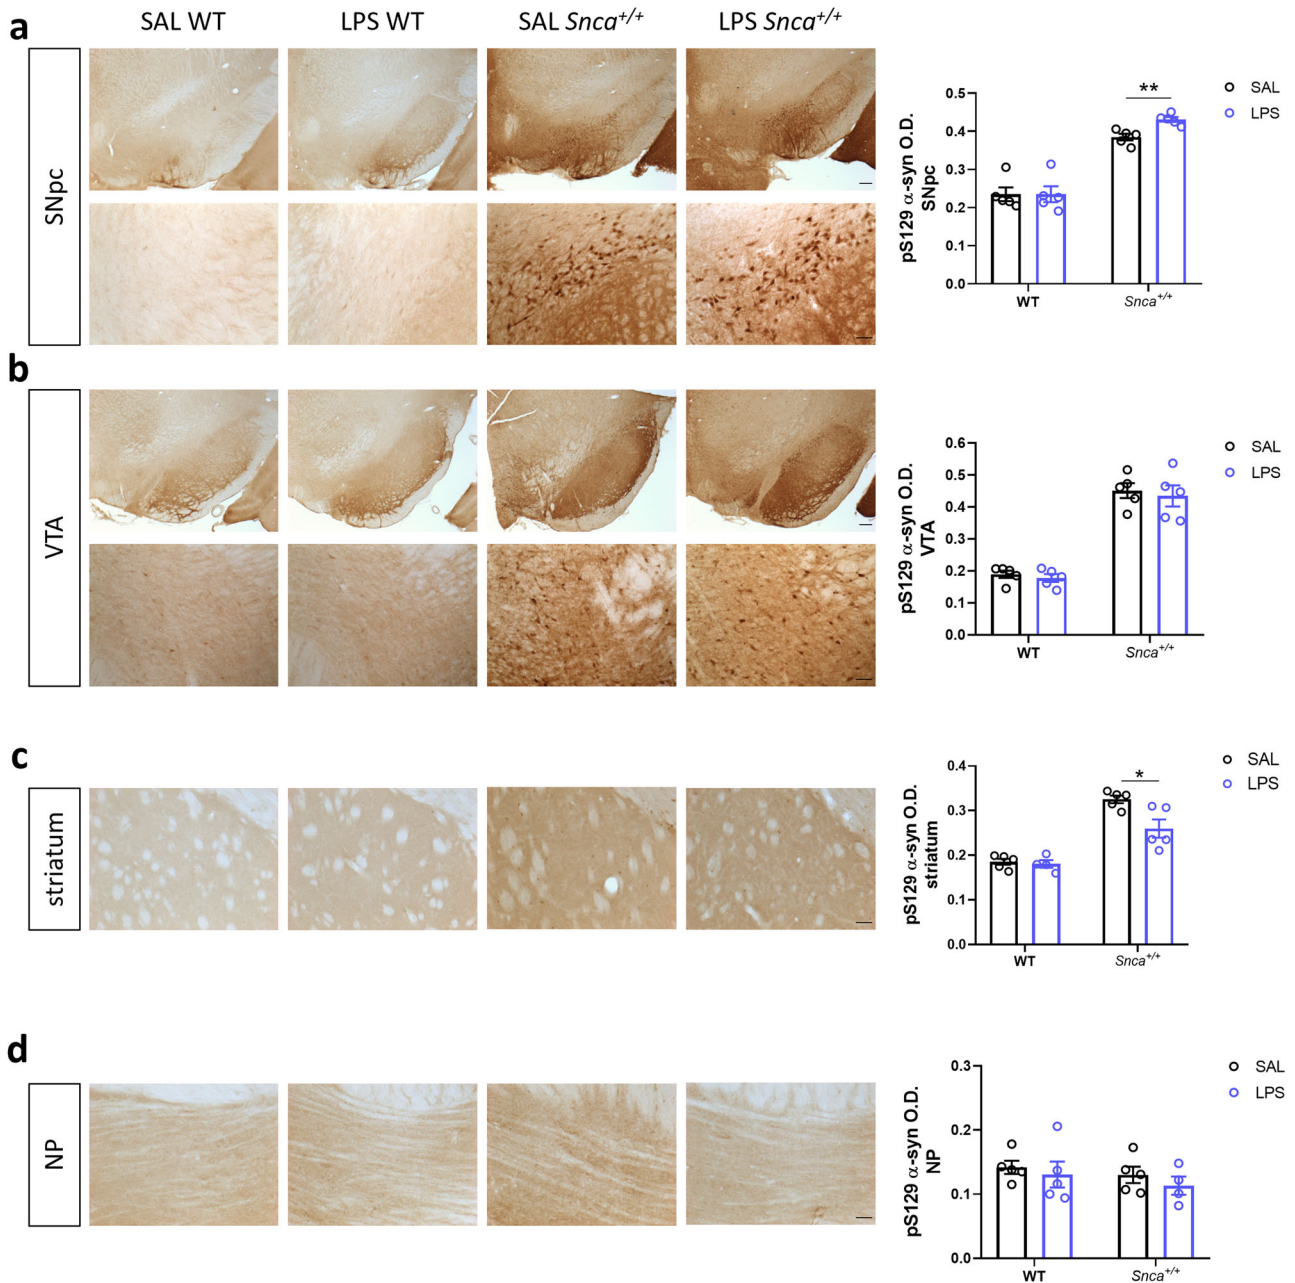 a
SAL WT
LPS WT
SAL Snca+/+
LPS Snca+/+
SNpc
pS129 α-syn O.D.
SNpc
0.5
0.4
0.3
0.2
0.1
0.0
WT
Snca+/+
**
SAL
LPS
b
VTA
pS129 α-syn O.D.
VTA
0.6
0.5
0.4
0.3
0.2
0.1
0.0
WT
Snca+/+
SAL
LPS
c
striatum
pS129 α-syn O.D.
striatum
0.4
0.3
0.2
0.1
0.0
WT
Snca+/+
*
SAL
LPS
d
NP
pS129 α-syn O.D.
NP
0.3
0.2
0.1
0.0
WT
Snca+/+
SAL
LPS